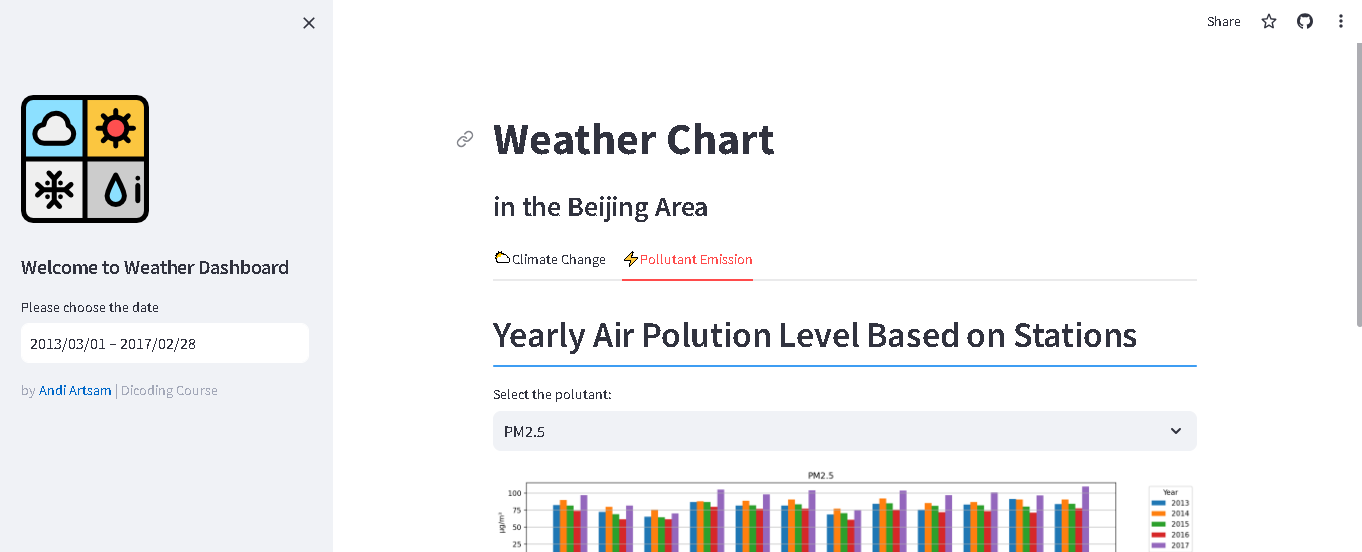 Share
i
Welcome to Weather Dashboard
Please choose the date
2013/03/01 – 2017/02/28
by Andi Artsam | Dicoding Course
Weather Chart
in the Beijing Area
Climate Change Pollutant Emission
Yearly Air Polution Level Based on Stations
Select the polutant:
PM2.5
PM2.5
100
75
50
25
µg/m³
Year
2013
2014
2015
2016
2017